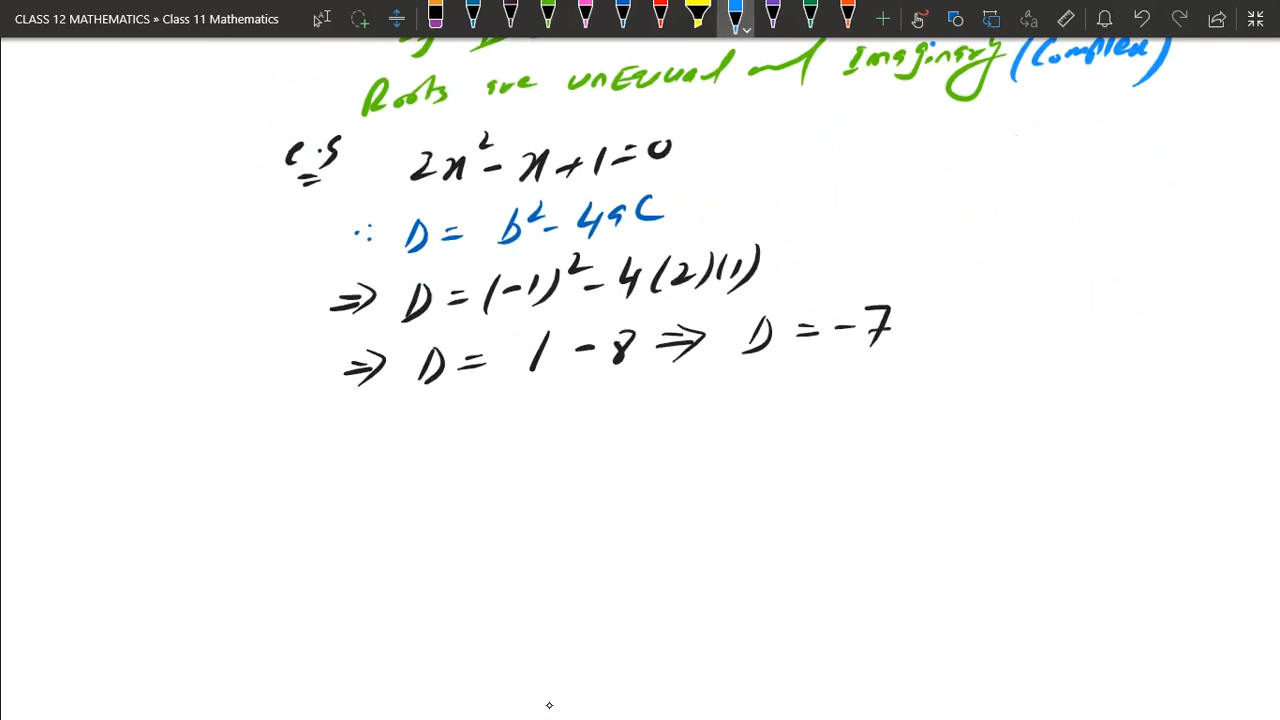 CLASS 12 MATHEMATICS » Class 11 Mathematics
Roots are unEqual and Imaginary (Complex)
e.g 2x² - x + 1 = 0
∴ D = b² - 4ac
⇒ D = (-1)² - 4(2)(1)
⇒ D = 1 - 8 ⇒ D = -7